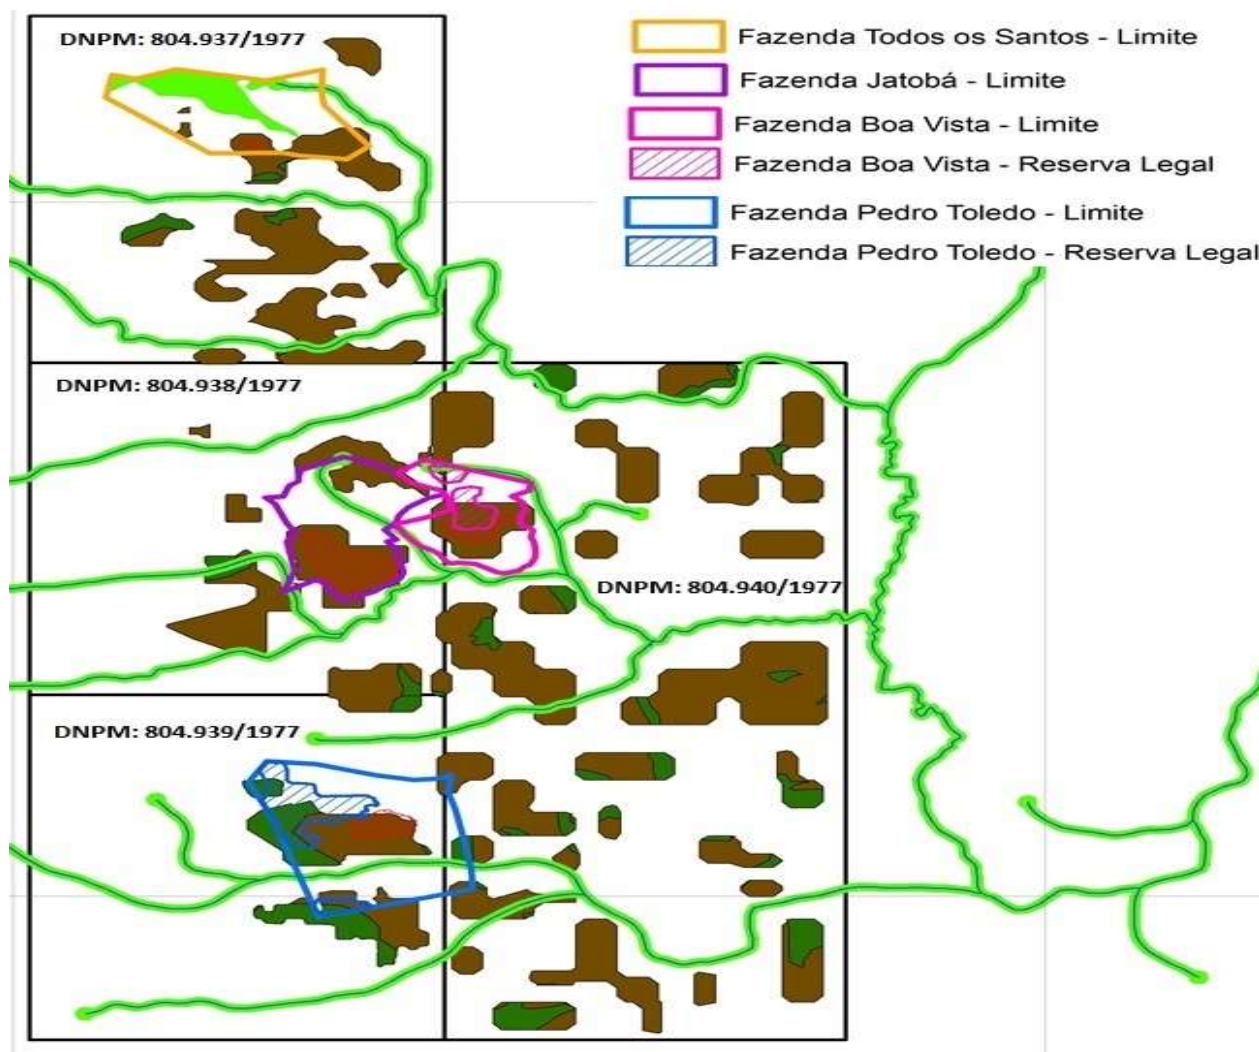 DNPM: 804.937/1977
Fazenda Todos os Santos - Limite
Fazenda Jatobá - Limite
Fazenda Boa Vista - Limite
Fazenda Boa Vista - Reserva Legal
Fazenda Pedro Toledo - Limite
Fazenda Pedro Toledo - Reserva Legal
DNPM: 804.938/1977
DNPM: 804.940/1977
DNPM: 804.939/1977